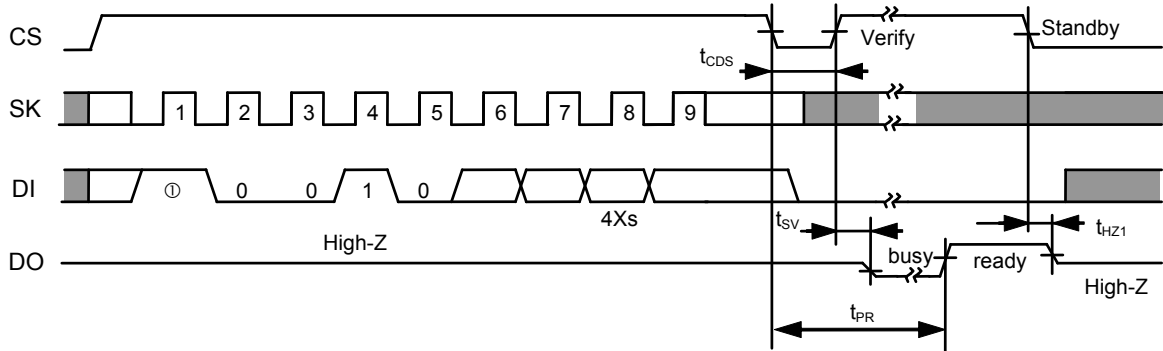 CS
Verify
Standby
tCDS
SK
1 2 3 4 5 6 7 8 9
DI
① 0 0 1 0
4Xs
tSV
tHZ1
High-Z
DO
busy
ready
High-Z
tPR